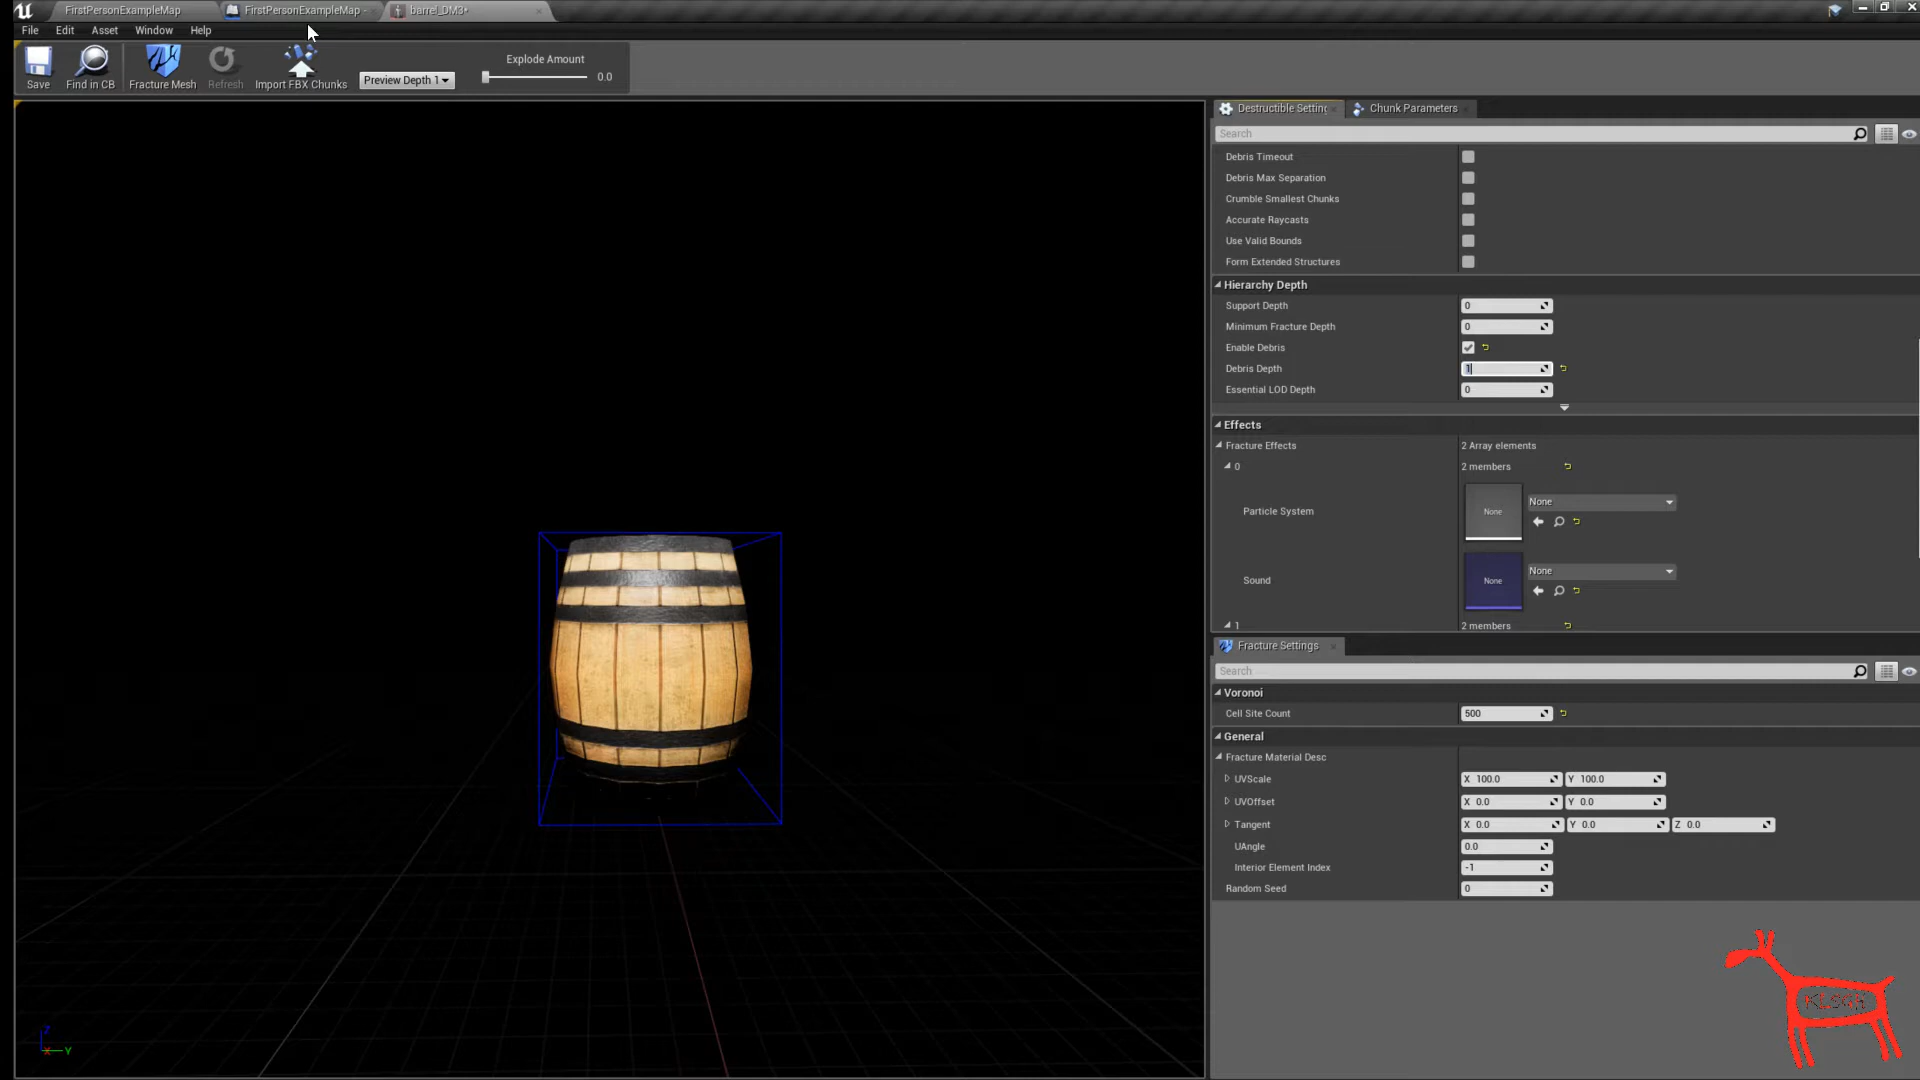 FirstPersonExampleMap
FirstPersonExampleMap -
barrel_DM3*
File Edit Asset Window Help
Save
Find in CB
Fracture Mesh
Refresh
Import FBX Chunks
Preview Depth 1
Explode Amount
0.0
Destructible Setting
Chunk Parameters
Search
Debris Timeout
Debris Max Separation
Crumble Smallest Chunks
Accurate Raycasts
Use Valid Bounds
Form Extended Structures
Hierarchy Depth
Support Depth 0
Minimum Fracture Depth 0
Enable Debris
Debris Depth 1
Essential LOD Depth 0
Effects
Fracture Effects 2 Array elements
0 2 members
Particle System None None
Sound None None
1 2 members
Fracture Settings
Search
Voronoi
Cell Site Count 500
General
Fracture Material Desc
UVScale X 100.0 Y 100.0
UVOffset X 0.0 Y 0.0
Tangent X 0.0 Y 0.0 Z 0.0
UAngle 0.0
Interior Element Index -1
Random Seed 0
Z
X Y